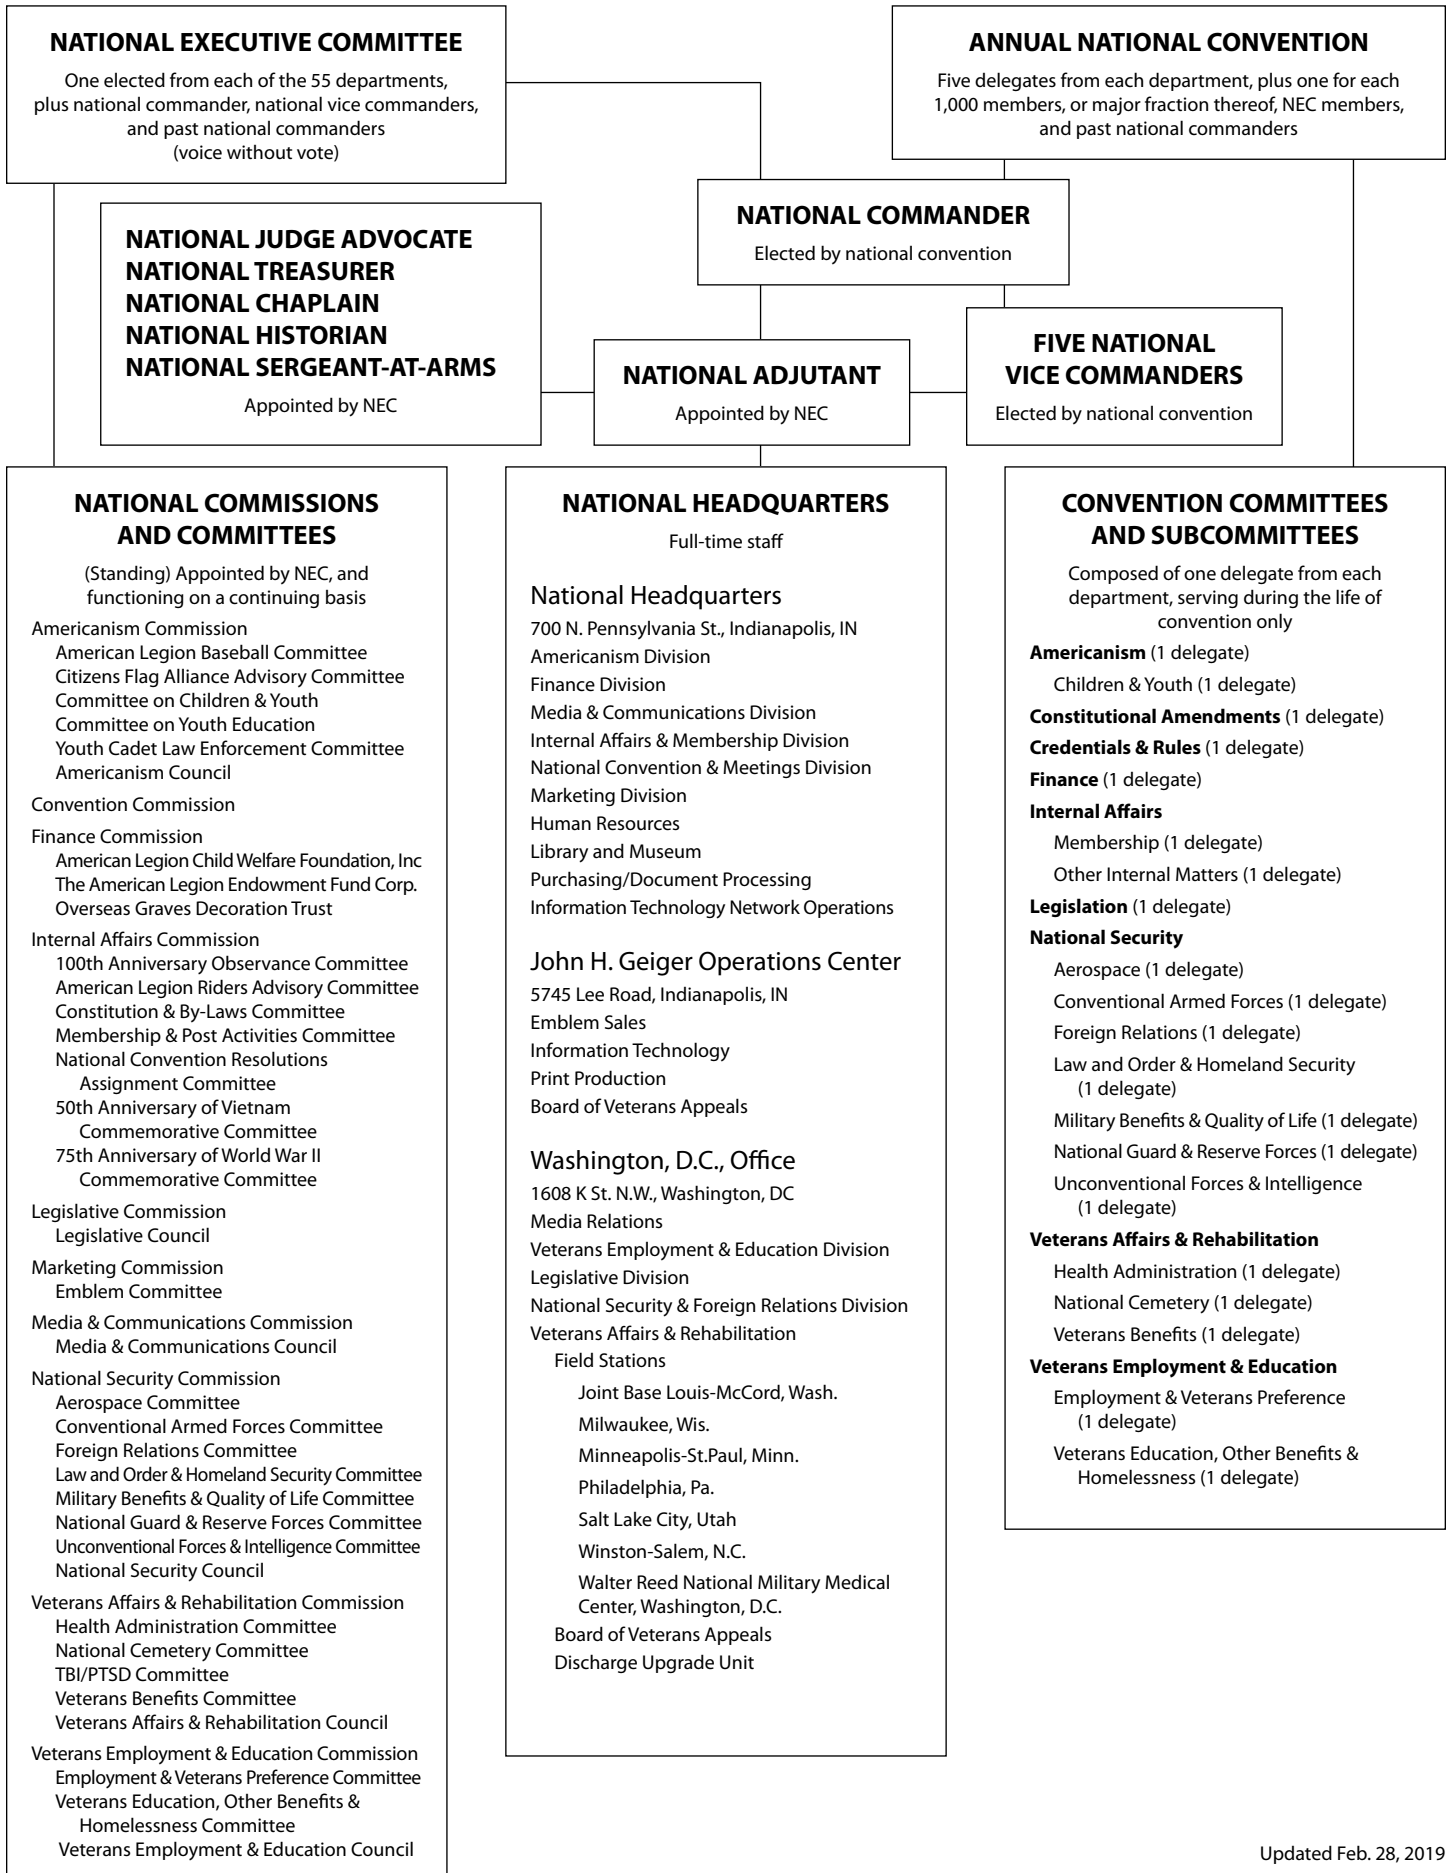 NATIONAL EXECUTIVE COMMITTEE
One elected from each of the 55 departments,
plus national commander, national vice commanders,
and past national commanders
(voice without vote)
ANNUAL NATIONAL CONVENTION
Five delegates from each department, plus one for each
1,000 members, or major fraction thereof, NEC members,
and past national commanders
NATIONAL COMMANDER
Elected by national convention
NATIONAL JUDGE ADVOCATE
NATIONAL TREASURER
NATIONAL CHAPLAIN
NATIONAL HISTORIAN
NATIONAL SERGEANT-AT-ARMS
Appointed by NEC
NATIONAL ADJUTANT
Appointed by NEC
FIVE NATIONAL
VICE COMMANDERS
Elected by national convention
NATIONAL COMMISSIONS
AND COMMITTEES
(Standing) Appointed by NEC, and
functioning on a continuing basis
Americanism Commission
American Legion Baseball Committee
Citizens Flag Alliance Advisory Committee
Committee on Children & Youth
Committee on Youth Education
Youth Cadet Law Enforcement Committee
Americanism Council
Convention Commission
Finance Commission
American Legion Child Welfare Foundation, Inc
The American Legion Endowment Fund Corp.
Overseas Graves Decoration Trust
Internal Affairs Commission
100th Anniversary Observance Committee
American Legion Riders Advisory Committee
Constitution & By-Laws Committee
Membership & Post Activities Committee
National Convention Resolutions
Assignment Committee
50th Anniversary of Vietnam
Commemorative Committee
75th Anniversary of World War II
Commemorative Committee
Legislative Commission
Legislative Council
Marketing Commission
Emblem Committee
Media & Communications Commission
Media & Communications Council
National Security Commission
Aerospace Committee
Conventional Armed Forces Committee
Foreign Relations Committee
Law and Order & Homeland Security Committee
Military Benefits & Quality of Life Committee
National Guard & Reserve Forces Committee
Unconventional Forces & Intelligence Committee
National Security Council
Veterans Affairs & Rehabilitation Commission
Health Administration Committee
National Cemetery Committee
TBI/PTSD Committee
Veterans Benefits Committee
Veterans Affairs & Rehabilitation Council
Veterans Employment & Education Commission
Employment & Veterans Preference Committee
Veterans Education, Other Benefits &
Homelessness Committee
Veterans Employment & Education Council
NATIONAL HEADQUARTERS
Full-time staff
National Headquarters
700 N. Pennsylvania St., Indianapolis, IN
Americanism Division
Finance Division
Media & Communications Division
Internal Affairs & Membership Division
National Convention & Meetings Division
Marketing Division
Human Resources
Library and Museum
Purchasing/Document Processing
Information Technology Network Operations
John H. Geiger Operations Center
5745 Lee Road, Indianapolis, IN
Emblem Sales
Information Technology
Print Production
Board of Veterans Appeals
Washington, D.C., Office
1608 K St. N.W., Washington, DC
Media Relations
Veterans Employment & Education Division
Legislative Division
National Security & Foreign Relations Division
Veterans Affairs & Rehabilitation
Field Stations
Joint Base Louis-McCord, Wash.
Milwaukee, Wis.
Minneapolis-St.Paul, Minn.
Philadelphia, Pa.
Salt Lake City, Utah
Winston-Salem, N.C.
Walter Reed National Military Medical
Center, Washington, D.C.
Board of Veterans Appeals
Discharge Upgrade Unit
CONVENTION COMMITTEES
AND SUBCOMMITTEES
Composed of one delegate from each
department, serving during the life of
convention only
Americanism (1 delegate)
Children & Youth (1 delegate)
Constitutional Amendments (1 delegate)
Credentials & Rules (1 delegate)
Finance (1 delegate)
Internal Affairs
Membership (1 delegate)
Other Internal Matters (1 delegate)
Legislation (1 delegate)
National Security
Aerospace (1 delegate)
Conventional Armed Forces (1 delegate)
Foreign Relations (1 delegate)
Law and Order & Homeland Security
(1 delegate)
Military Benefits & Quality of Life (1 delegate)
National Guard & Reserve Forces (1 delegate)
Unconventional Forces & Intelligence
(1 delegate)
Veterans Affairs & Rehabilitation
Health Administration (1 delegate)
National Cemetery (1 delegate)
Veterans Benefits (1 delegate)
Veterans Employment & Education
Employment & Veterans Preference
(1 delegate)
Veterans Education, Other Benefits &
Homelessness (1 delegate)
Updated Feb. 28, 2019